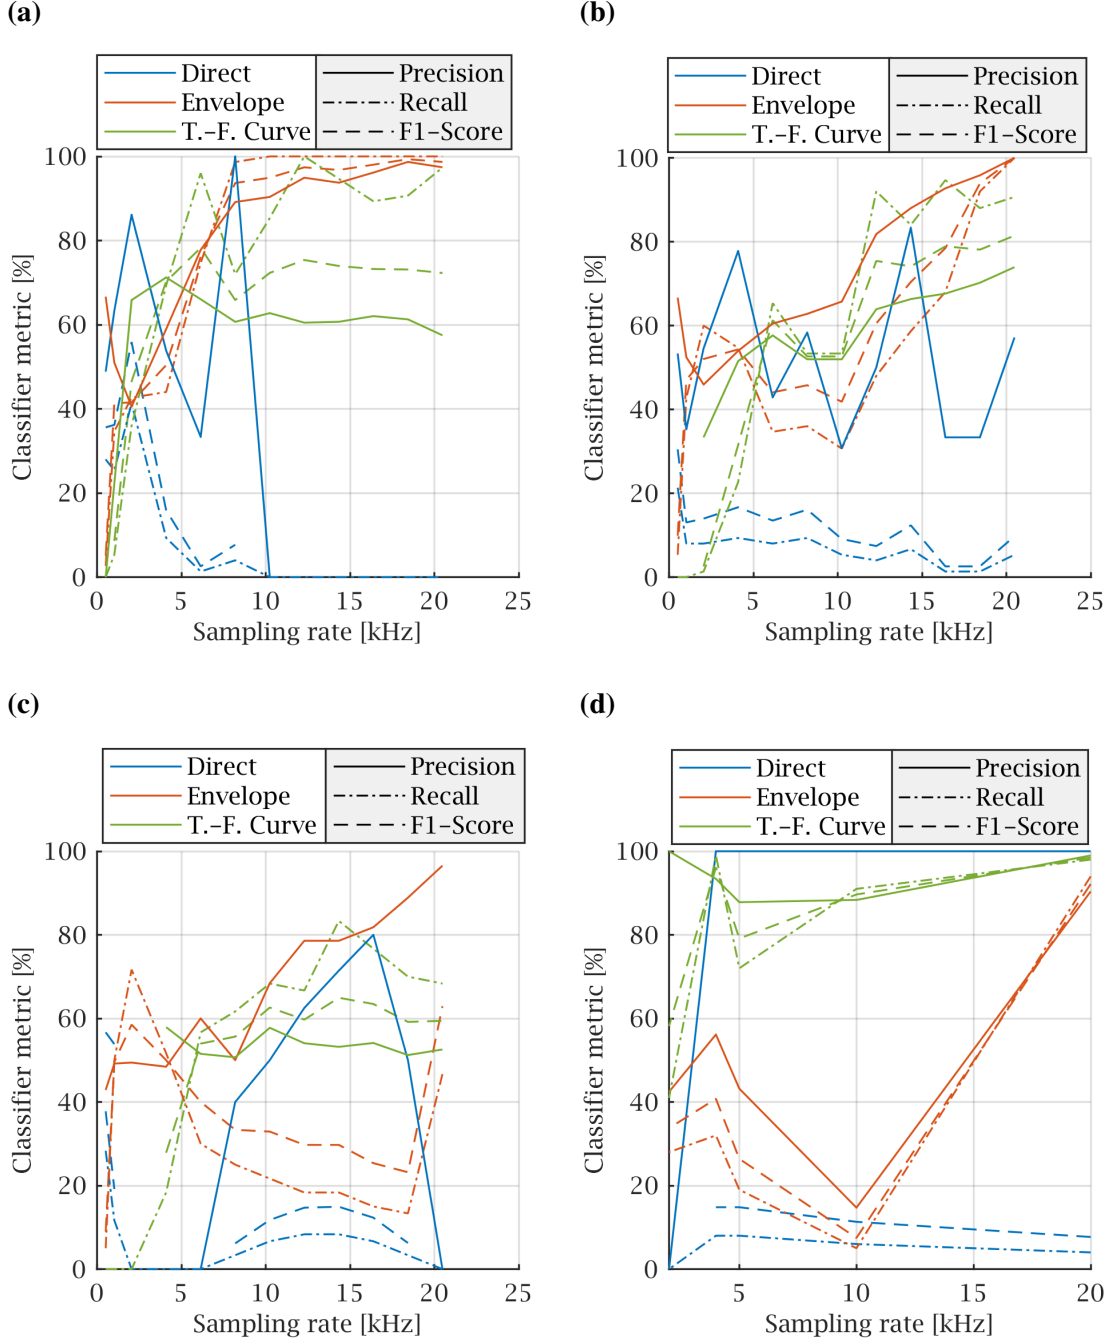 (a)
(b)
Direct
Envelope
T.-F. Curve
Precision
Recall
F1-Score
Direct
Envelope
T.-F. Curve
Precision
Recall
F1-Score
100
80
60
40
20
0
Classifier metric [%]
0 5 10 15 20 25
Sampling rate [kHz]
100
80
60
40
20
0
Classifier metric [%]
0 5 10 15 20 25
Sampling rate [kHz]
(c)
(d)
Direct
Envelope
T.-F. Curve
Precision
Recall
F1-Score
Direct
Envelope
T.-F. Curve
Precision
Recall
F1-Score
100
80
60
40
20
0
Classifier metric [%]
0 5 10 15 20 25
Sampling rate [kHz]
100
80
60
40
20
0
Classifier metric [%]
5 10 15 20
Sampling rate [kHz]